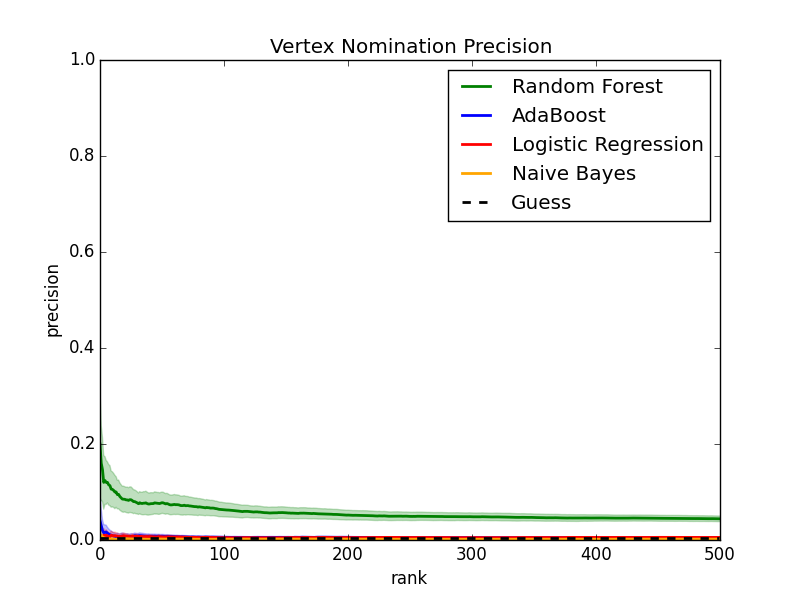 Vertex Nomination Precision
1.0
0.8
0.6
0.4
0.2
0.0
precision
Random Forest
AdaBoost
Logistic Regression
Naive Bayes
Guess
0 100 200 300 400 500
rank